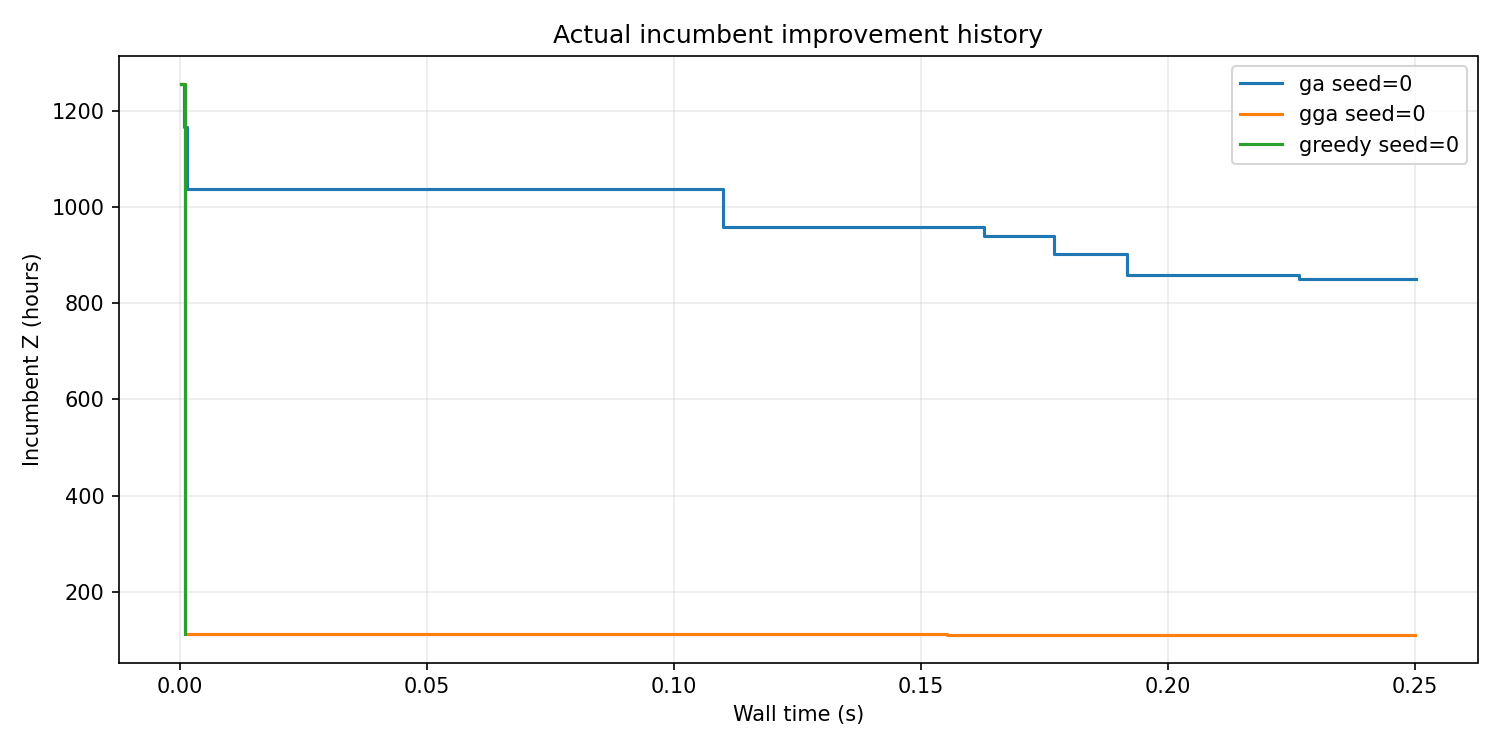 Actual incumbent improvement history
ga seed=0
gga seed=0
greedy seed=0
Incumbent Z (hours)
1200
1000
800
600
400
200
0.00 0.05 0.10 0.15 0.20 0.25
Wall time (s)